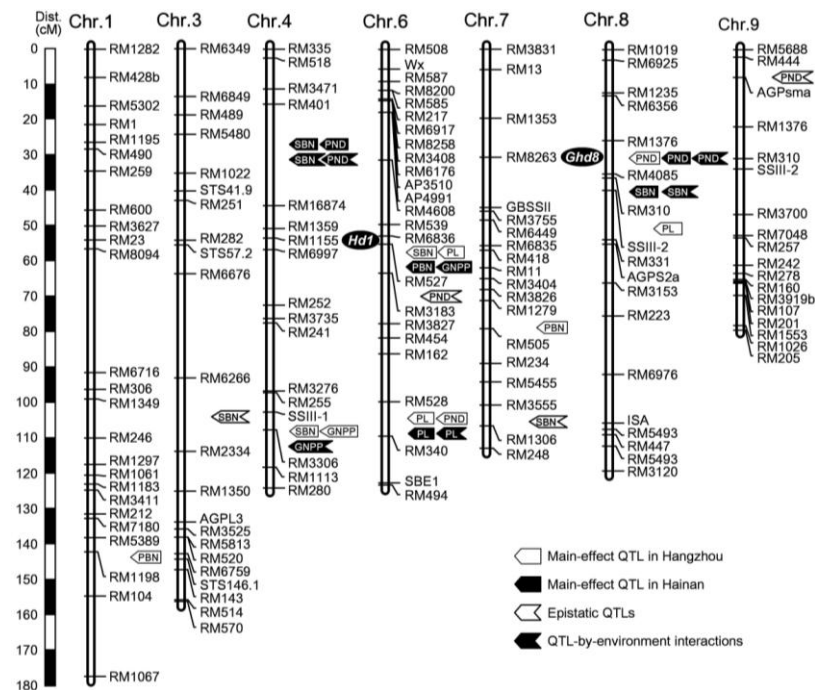 Dist.
(cM)
Chr.1
Chr.3
Chr.4
Chr.6
Chr.7
Chr.8
Chr.9
0
10
20
30
40
50
60
70
80
90
100
110
120
130
140
150
160
170
180
RM1282
RM428b
RM5302
RM1
RM1195
RM490
RM259
RM600
RM3627
RM23
RM8094
RM6716
RM306
RM1349
RM246
RM1297
RM1061
RM1183
RM3411
RM212
RM7180
RM5389
PBN
RM1198
RM104
RM1067
RM6349
RM6849
RM489
RM5480
RM1022
STS41.9
RM251
RM282
STS57.2
RM6676
RM6266
SBN
RM2334
RM1350
AGPL3
RM3525
RM5813
RM520
RM6759
STS146.1
RM143
RM514
RM570
RM335
RM518
RM3471
RM401
SBN PND
SBN PND
RM16874
RM1359
RM1155
RM6997
RM252
RM3735
RM241
RM3276
RM255
SSIII-1
SBN GNPP
GNPP
RM3306
RM1113
RM280
RM508
Wx
RM587
RM8200
RM585
RM217
RM6917
RM8258
RM3408
RM6176
AP3510
AP4991
RM4608
RM539
RM6836
Hd1
SBN PL
PBN GNPP
RM527
PND
RM3183
RM3827
RM454
RM162
RM528
PL PND
PL PL
RM340
SBE1
RM494
RM3831
RM13
RM1353
RM8263
GBSSII
RM3755
RM6449
RM6835
RM418
RM11
RM3404
RM3826
RM1279
PBN
RM505
RM234
RM5455
RM3555
SBN
RM1306
RM248
RM1019
RM6925
RM1235
RM6356
RM1376
Ghd8
PND PND PND
RM4085
SBN SBN
RM310
PL
SSIII-2
RM331
AGPS2a
RM3153
RM223
RM6976
ISA
RM5493
RM447
RM5493
RM3120
RM5688
RM444
PND
AGPsma
RM1376
RM310
SSIII-2
RM3700
RM7048
RM257
RM242
RM278
RM160
RM3919b
RM107
RM201
RM1553
RM1026
RM205
Main-effect QTL in Hangzhou
Main-effect QTL in Hainan
Epistatic QTLs
QTL-by-environment interactions